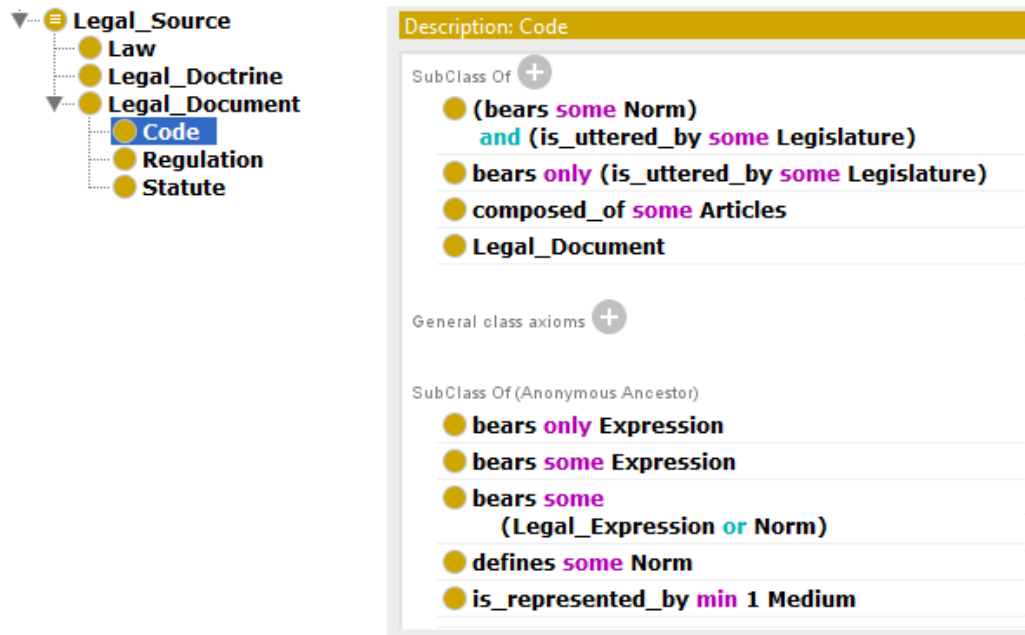 Legal_Source
Law
Legal_Doctrine
Legal_Document
Code
Regulation
Statute
Description: Code
SubClass Of
(bears some Norm)
and (is_uttered_by some Legislature)
bears only (is_uttered_by some Legislature)
composed_of some Articles
Legal_Document
General class axioms
SubClass Of (Anonymous Ancestor)
bears only Expression
bears some Expression
bears some
(Legal_Expression or Norm)
defines some Norm
is_represented_by min 1 Medium